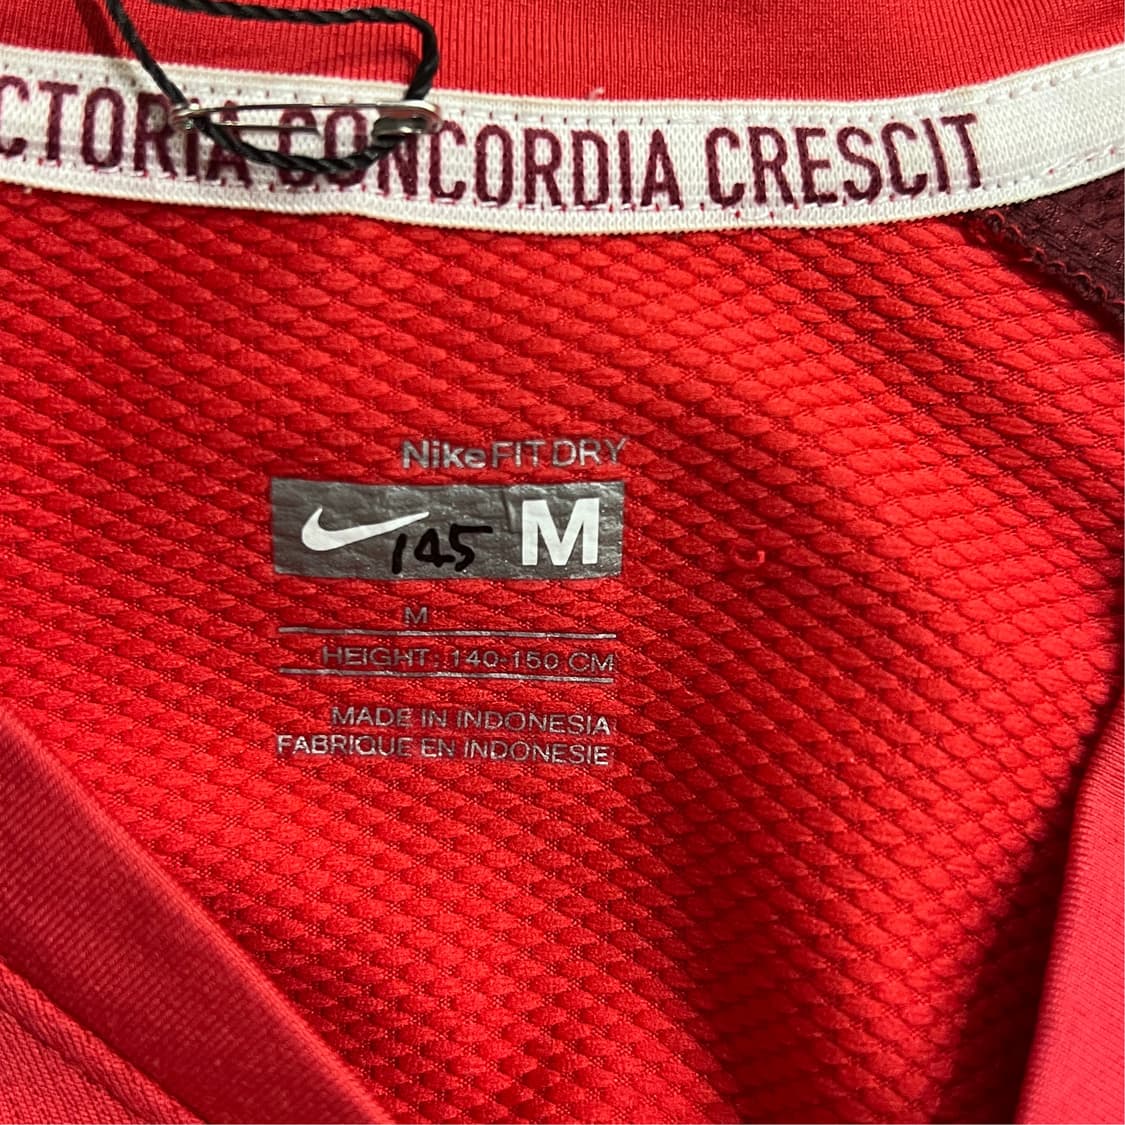 CTORIA CONCORDIA CRESCIT
NikeFIT DRY
145 M
M
HEIGHT: 140-150 CM
MADE IN INDONESIA
FABRIQUE EN INDONESIE